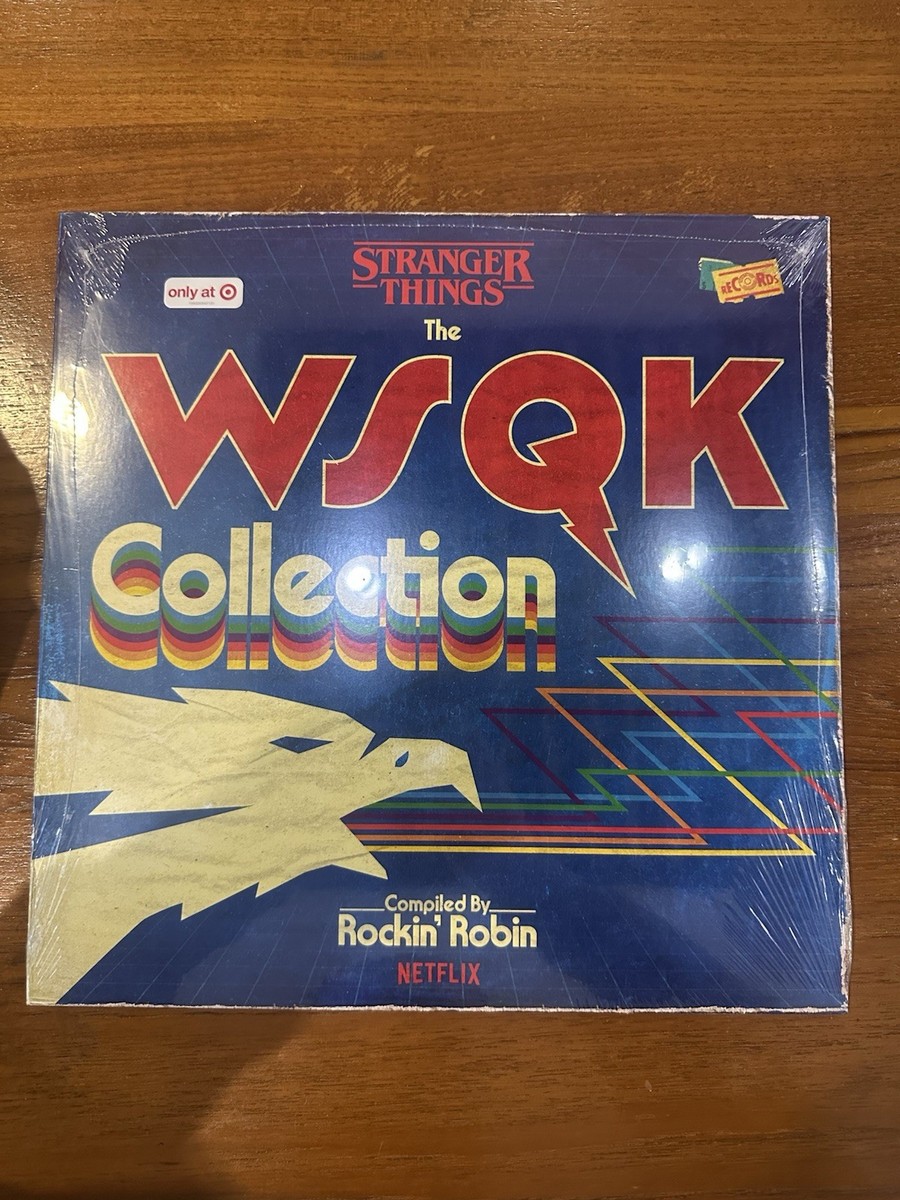 STRANGER
THINGS
only at
RECORDS
The
WSQK
Collection
Compiled By
Rockin' Robin
NETFLIX